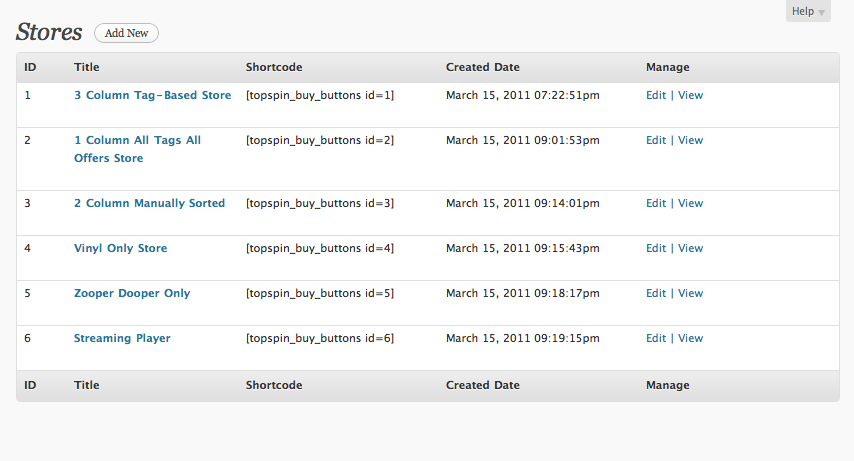 Help
Stores Add New
ID Title Shortcode Created Date Manage
1 3 Column Tag-Based Store [topspin_buy_buttons id=1] March 15, 2011 07:22:51pm Edit | View
2 1 Column All Tags All [topspin_buy_buttons id=2] March 15, 2011 09:01:53pm Edit | View
Offers Store
3 2 Column Manually Sorted [topspin_buy_buttons id=3] March 15, 2011 09:14:01pm Edit | View
4 Vinyl Only Store [topspin_buy_buttons id=4] March 15, 2011 09:15:43pm Edit | View
5 Zooper Dooper Only [topspin_buy_buttons id=5] March 15, 2011 09:18:17pm Edit | View
6 Streaming Player [topspin_buy_buttons id=6] March 15, 2011 09:19:15pm Edit | View
ID Title Shortcode Created Date Manage